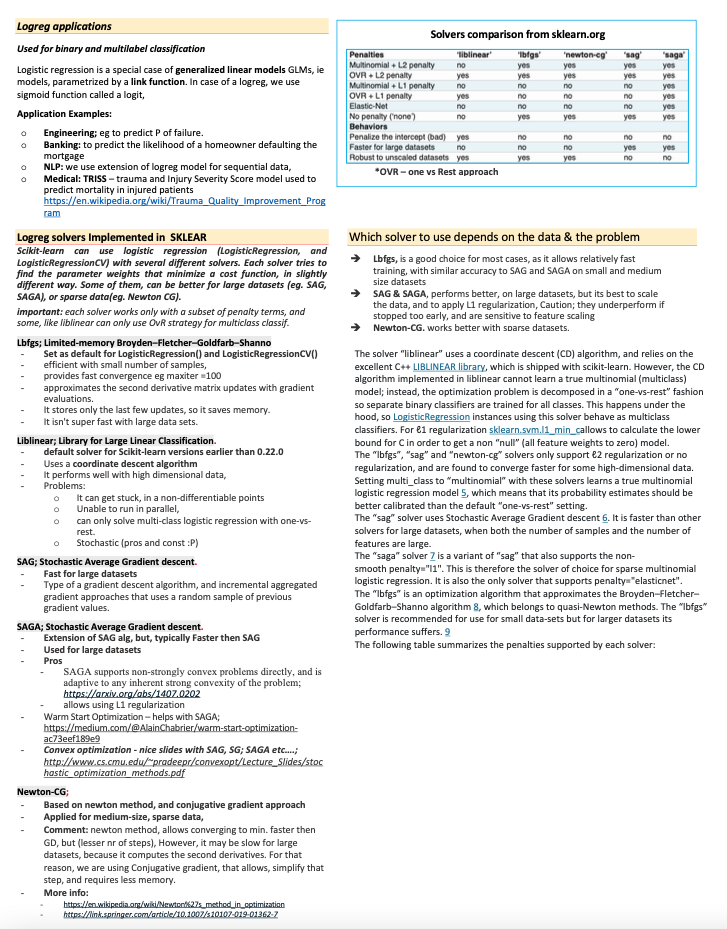 Logreg applications
Used for binary and multilabel classification
Logistic regression is a special case of generalized linear models GLMs, ie
models, parametrized by a link function. In case of a logreg, we use
sigmoid function called a logit,
Application Examples:
o Engineering; eg to predict P of failure.
o Banking: to predict the likelihood of a homeowner defaulting the
mortgage
o NLP: we use extension of logreg model for sequential data,
o Medical: TRISS – trauma and Injury Severity Score model used to
predict mortality in injured patients
https://en.wikipedia.org/wiki/Trauma_Quality_Improvement_Prog
ram
Solvers comparison from sklearn.org
Penalties 'liblinear' 'lbfgs' 'newton-cg' 'sag' 'saga'
Multinomial + L2 penalty no yes yes yes yes
OVR + L2 penalty yes yes yes yes yes
Multinomial + L1 penalty no no no no yes
OVR + L1 penalty yes no no no yes
Elastic-Net no no no no yes
No penalty ('none') no yes yes yes yes
Behaviors
Penalize the intercept (bad) yes no no no no
Faster for large datasets no no no yes yes
Robust to unscaled datasets yes yes yes no no
*OVR – one vs Rest approach
Logreg solvers Implemented in SKLEAR
Scikit-learn can use logistic regression (LogisticRegression, and
LogisticRegressionCV) with several different solvers. Each solver tries to
find the parameter weights that minimize a cost function, in slightly
different way. Some of them, can be better for large datasets (eg. SAG,
SAGA), or sparse data(eg. Newton CG).
important: each solver works only with a subset of penalty terms, and
some, like liblinear can only use OvR strategy for multiclass classif.
Lbfgs; Limited-memory Broyden–Fletcher–Goldfarb–Shanno
- Set as default for LogisticRegression() and LogisticRegressionCV()
- efficient with small number of samples,
- provides fast convergence eg maxiter =100
- approximates the second derivative matrix updates with gradient
evaluations.
- It stores only the last few updates, so it saves memory.
- It isn't super fast with large data sets.
Liblinear; Library for Large Linear Classification.
- default solver for Scikit-learn versions earlier than 0.22.0
- Uses a coordinate descent algorithm
- It performs well with high dimensional data,
- Problems:
o It can get stuck, in a non-differentiable points
o Unable to run in parallel,
o can only solve multi-class logistic regression with one-vs-
rest.
o Stochastic (pros and const :P)
SAG; Stochastic Average Gradient descent.
- Fast for large datasets
- Type of a gradient descent algorithm, and incremental aggregated
gradient approaches that uses a random sample of previous
gradient values.
SAGA; Stochastic Average Gradient descent.
- Extension of SAG alg, but, typically Faster then SAG
- Used for large datasets
- Pros
- SAGA supports non-strongly convex problems directly, and is
adaptive to any inherent strong convexity of the problem;
https://arxiv.org/abs/1407.0202
- allows using L1 regularization
- Warm Start Optimization – helps with SAGA;
https://medium.com/@AlainChabrier/warm-start-optimization-
ac73eef189e9
- Convex optimization - nice slides with SAG, SG; SAGA etc....;
http://www.cs.cmu.edu/~pradeepr/convexopt/Lecture_Slides/stoc
hastic_optimization_methods.pdf
Newton-CG;
- Based on newton method, and conjugative gradient approach
- Applied for medium-size, sparse data,
- Comment: newton method, allows converging to min. faster then
GD, but (lesser nr of steps), However, it may be slow for large
datasets, because it computes the second derivatives. For that
reason, we are using Conjugative gradient, that allows, simplify that
step, and requires less memory.
- More info:
- https://en.wikipedia.org/wiki/Newton%27s_method_in_optimization
- https://link.springer.com/article/10.1007/s10107-019-01362-7
Which solver to use depends on the data & the problem
➔ Lbfgs, is a good choice for most cases, as it allows relatively fast
training, with similar accuracy to SAG and SAGA on small and medium
size datasets
➔ SAG & SAGA, performs better, on large datasets, but its best to scale
the data, and to apply L1 regularization, Caution; they underperform if
stopped too early, and are sensitive to feature scaling
➔ Newton-CG. works better with sparse datasets.
The solver "liblinear" uses a coordinate descent (CD) algorithm, and relies on the
excellent C++ LIBLINEAR library, which is shipped with scikit-learn. However, the CD
algorithm implemented in liblinear cannot learn a true multinomial (multiclass)
model; instead, the optimization problem is decomposed in a "one-vs-rest" fashion
so separate binary classifiers are trained for all classes. This happens under the
hood, so LogisticRegression instances using this solver behave as multiclass
classifiers. For ℓ1 regularization sklearn.svm.l1_min_c allows to calculate the lower
bound for C in order to get a non "null" (all feature weights to zero) model.
The "lbfgs", "sag" and "newton-cg" solvers only support ℓ2 regularization or no
regularization, and are found to converge faster for some high-dimensional data.
Setting multi_class to "multinomial" with these solvers learns a true multinomial
logistic regression model 5, which means that its probability estimates should be
better calibrated than the default "one-vs-rest" setting.
The "sag" solver uses Stochastic Average Gradient descent 6. It is faster than other
solvers for large datasets, when both the number of samples and the number of
features are large.
The "saga" solver 7 is a variant of "sag" that also supports the non-
smooth penalty="l1". This is therefore the solver of choice for sparse multinomial
logistic regression. It is also the only solver that supports penalty="elasticnet".
The "lbfgs" is an optimization algorithm that approximates the Broyden–Fletcher–
Goldfarb–Shanno algorithm 8, which belongs to quasi-Newton methods. The "lbfgs"
solver is recommended for use for small data-sets but for larger datasets its
performance suffers. 9
The following table summarizes the penalties supported by each solver: